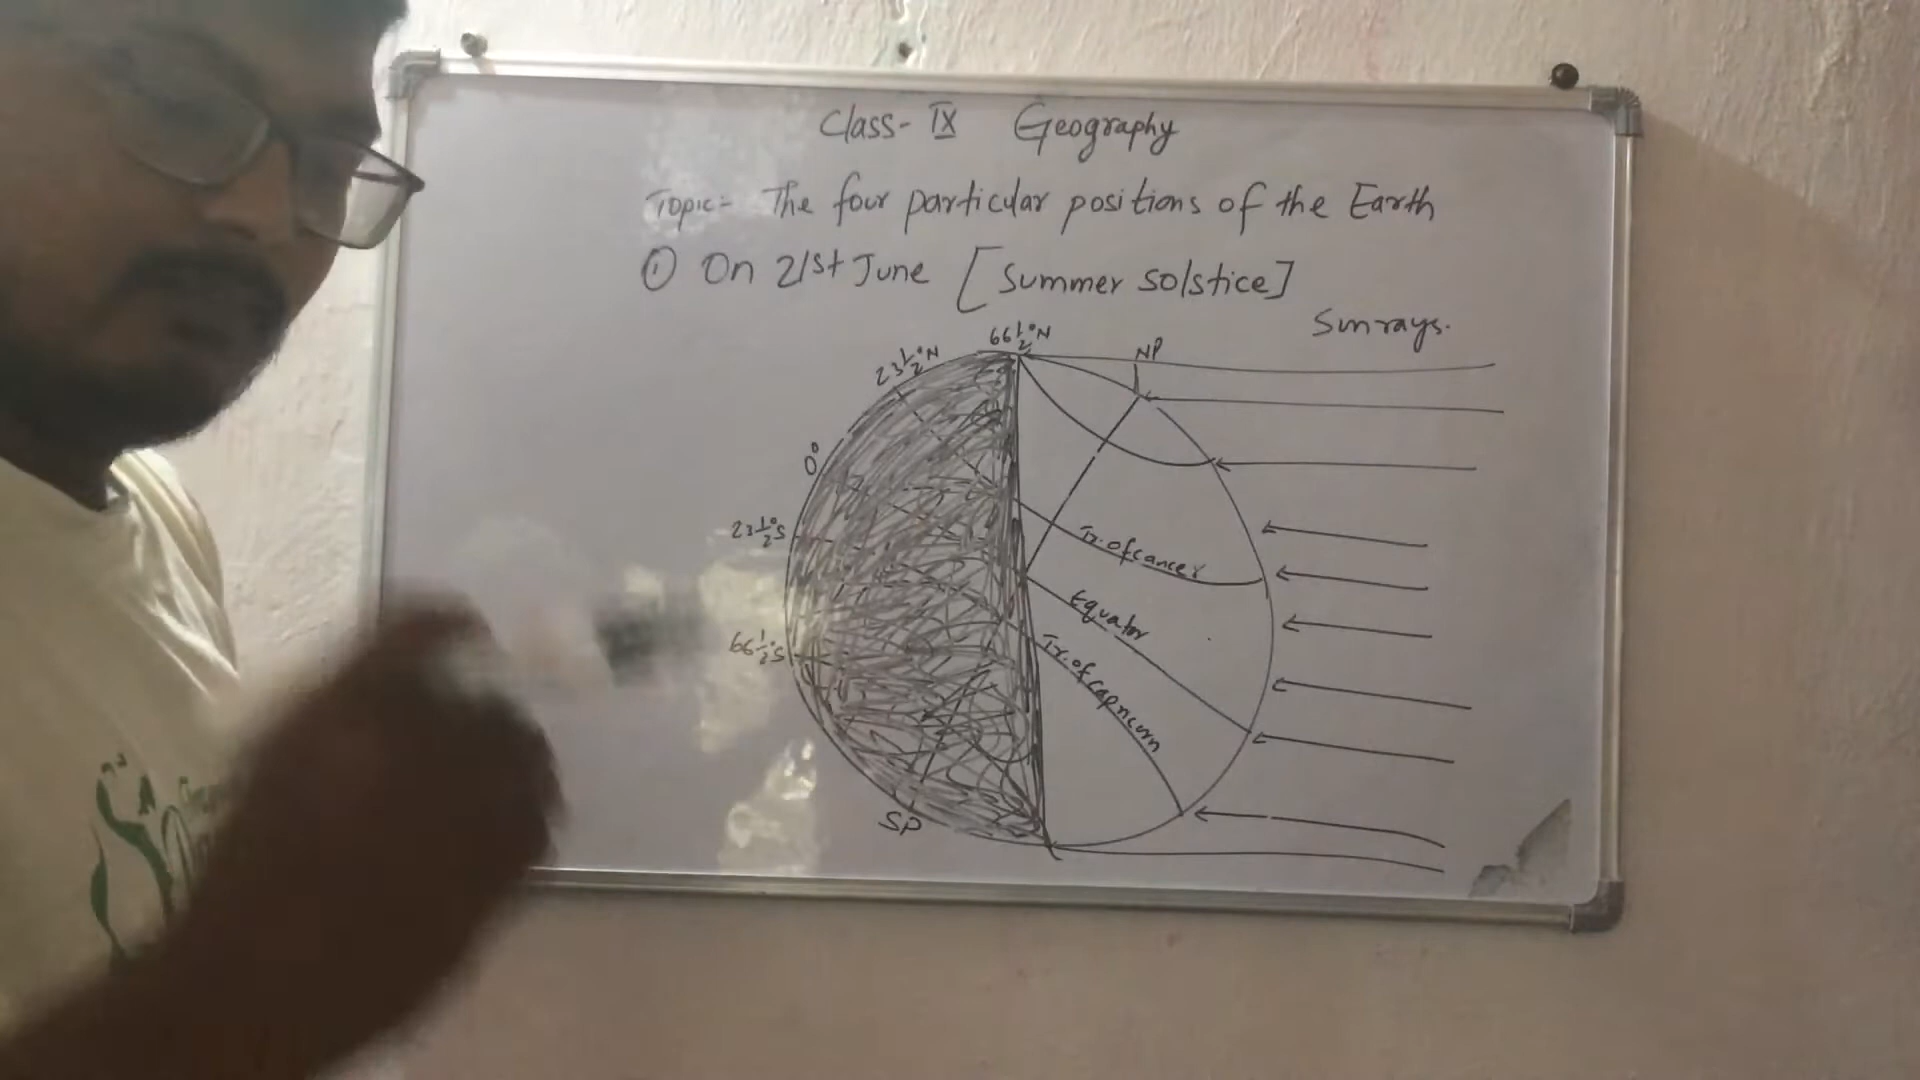 Class- IX Geography
Topic:- The four particular positions of the Earth
① On 21st June [Summer solstice]
Sun rays.
66½°N
NP
23½°N
0°
23½°S
Tr. of cancer
Equator
66½°S
Tr. of capricorn
SP